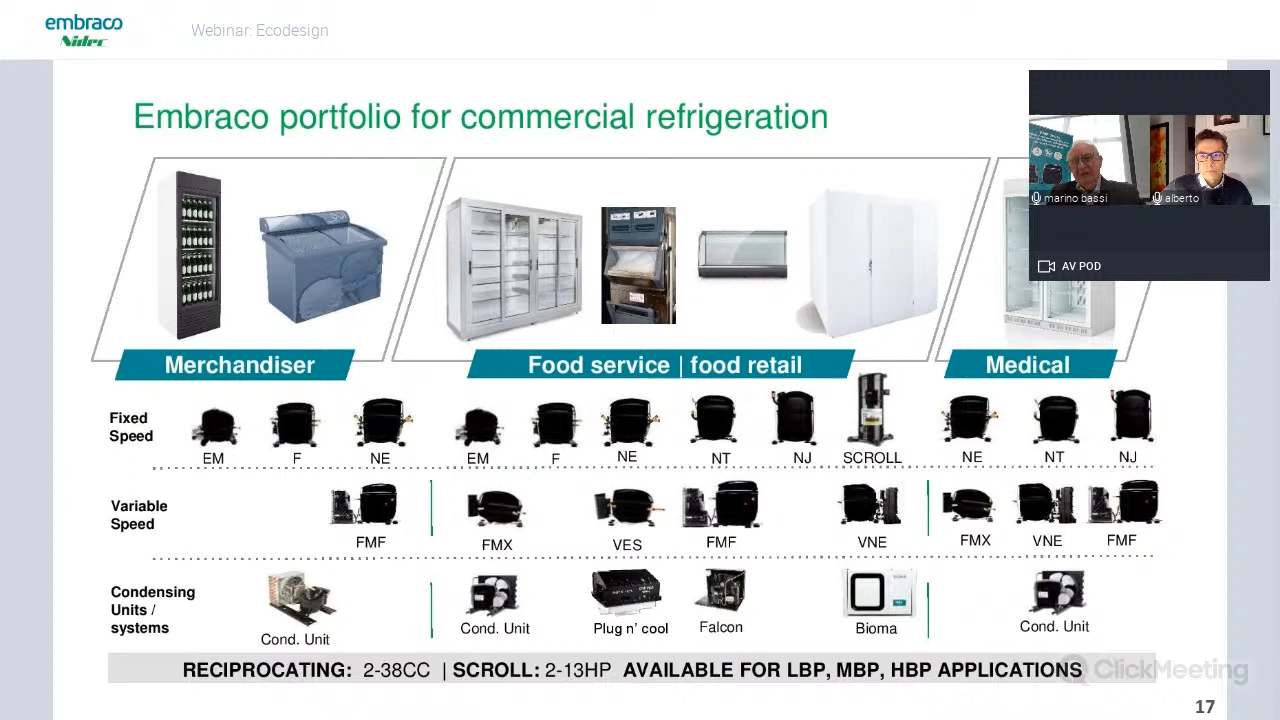 embraco
Nidec
Webinar: Ecodesign
Embraco portfolio for commercial refrigeration
marino bassi
alberto
AV POD
Merchandiser
Food service | food retail
Medical
Fixed
Speed
EM F NE EM F NE NT NJ SCROLL NE NT NJ
Variable
Speed
FMF FMX VES FMF VNE FMX VNE FMF
Condensing
Units /
systems
Cond. Unit Cond. Unit Plug n' cool Falcon Bioma Cond. Unit
RECIPROCATING: 2-38CC | SCROLL: 2-13HP AVAILABLE FOR LBP, MBP, HBP APPLICATIONS
ClickMeeting
17